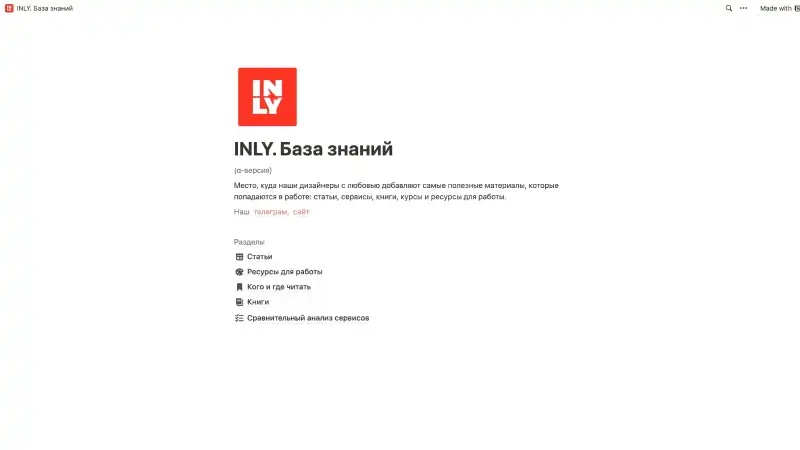 INLY. База знаний
Made with
IN
LY
INLY. База знаний
(α-версия)
Место, куда наши дизайнеры с любовью добавляют самые полезные материалы, которые
попадаются в работе: статьи, сервисы, книги, курсы и ресурсы для работы.
Наш телеграм, сайт
Разделы
Статьи
Ресурсы для работы
Кого и где читать
Книги
Сравнительный анализ сервисов